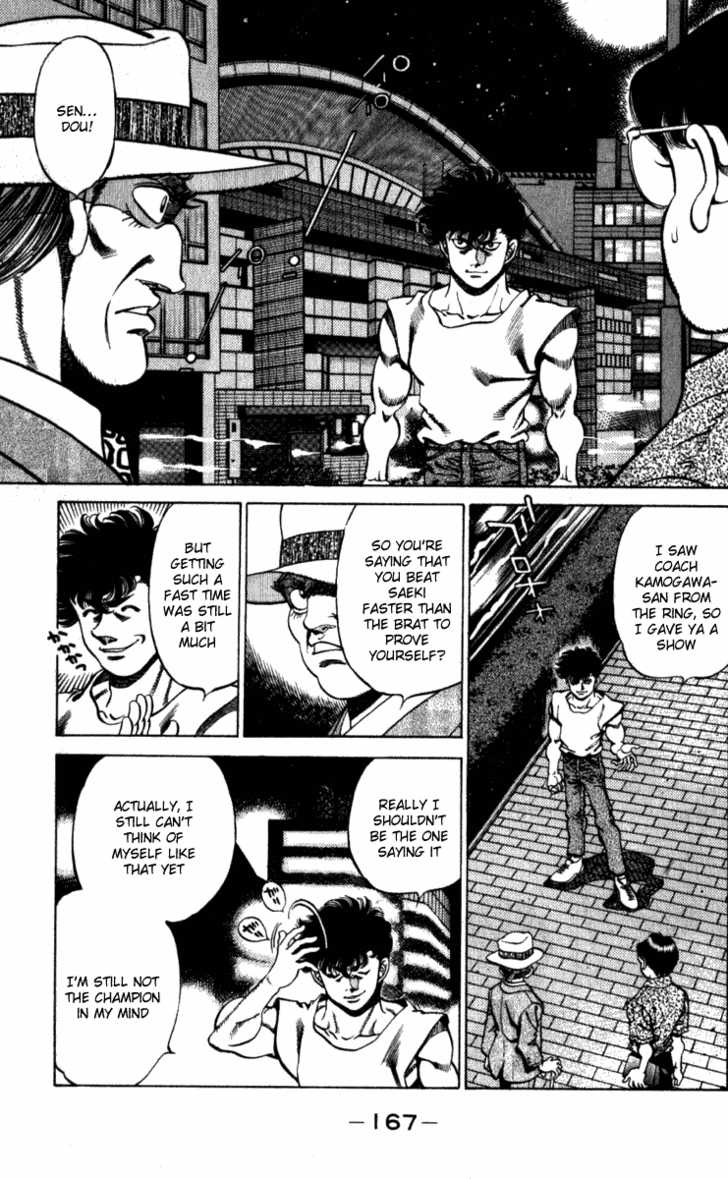 SEN...
DOU!
I SAW
COACH
KAMOGAWA-
SAN FROM
THE RING, SO
I GAVE YA A
SHOW
SO YOU'RE
SAYING THAT
YOU BEAT
SAEKI
FASTER THAN
THE BRAT TO
PROVE
YOURSELF?
BUT
GETTING
SUCH A
FAST TIME
WAS STILL
A BIT
MUCH
REALLY I
SHOULDN'T
BE THE ONE
SAYING IT
ACTUALLY, I
STILL CAN'T
THINK OF
MYSELF LIKE
THAT YET
I'M STILL NOT
THE CHAMPION
IN MY MIND
-167-